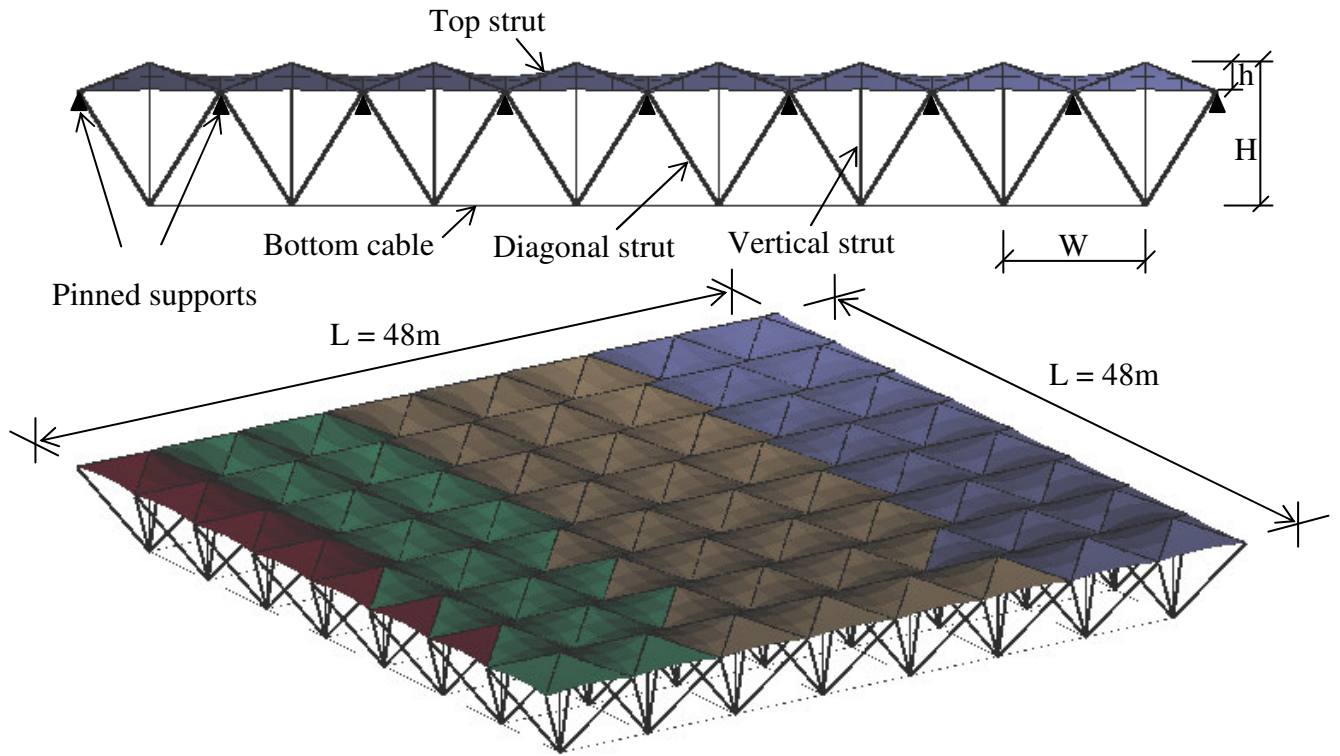 Top strut
h
H
Bottom cable
Diagonal strut
Vertical strut
W
Pinned supports
L = 48m
L = 48m